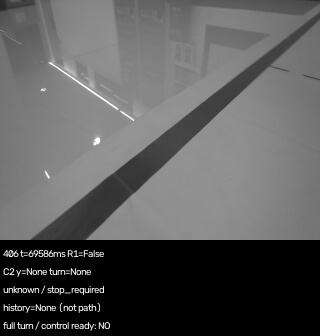 406 t=69586ms R1=False
C2 y=None turn=None
unknown / stop_required
history=None (not path)
full turn / control ready: NO